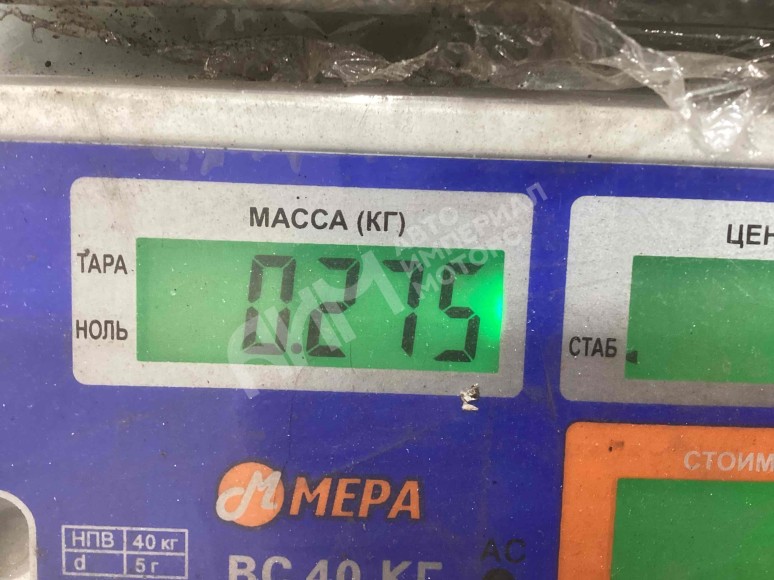 МАССА (КГ)
ТАРА
0.275
НОЛЬ
ЦЕН
СТАБ
СТОИМ
М МЕРА
НПВ 40 кг
d 5 г
ВС 40 КГ
АС
АИМ АВТО
ИМПЕРИАЛ
МОТОРС